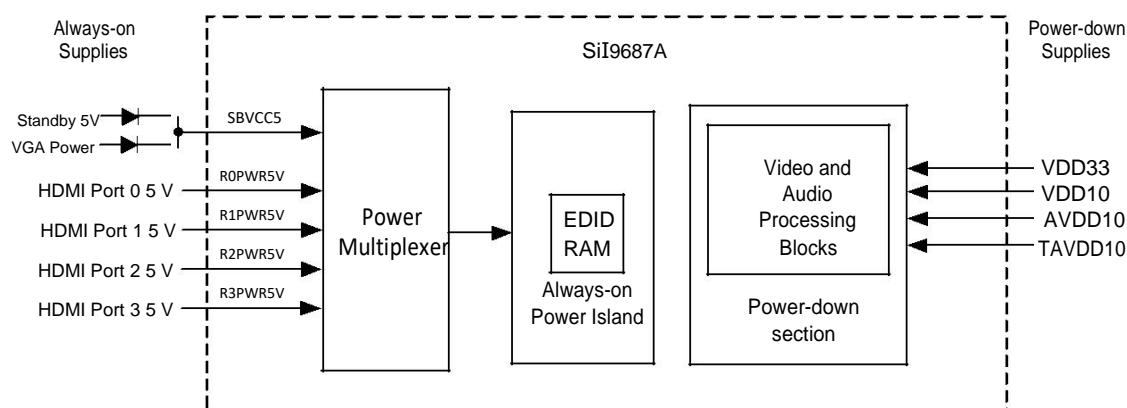 Always-on
Supplies
Power-down
Supplies
SiI9687A
Standby 5V
VGA Power
SBVCC5
HDMI Port 0 5 V
R0PWR5V
HDMI Port 1 5 V
R1PWR5V
HDMI Port 2 5 V
R2PWR5V
HDMI Port 3 5 V
R3PWR5V
Power
Multiplexer
EDID
RAM
Always-on
Power Island
Video and
Audio
Processing
Blocks
Power-down
section
VDD33
VDD10
AVDD10
TAVDD10